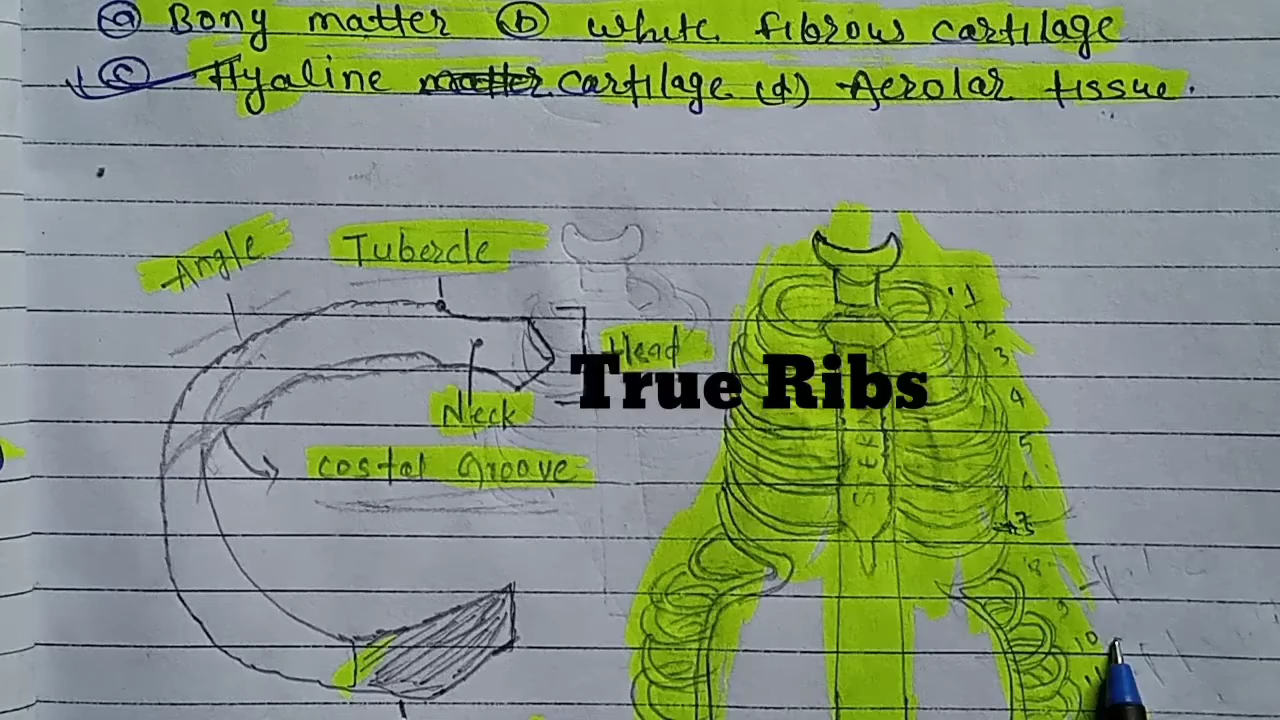 ⓐ Bony matter ⓑ White fibrous cartilage
ⓒ Hyaline cartilage (d) Aerolar tissue.
Angle
Tubercle
Head
True Ribs
Neck
Costal Groove
STERN
1
2
3
4
5
6
7
8
9
10